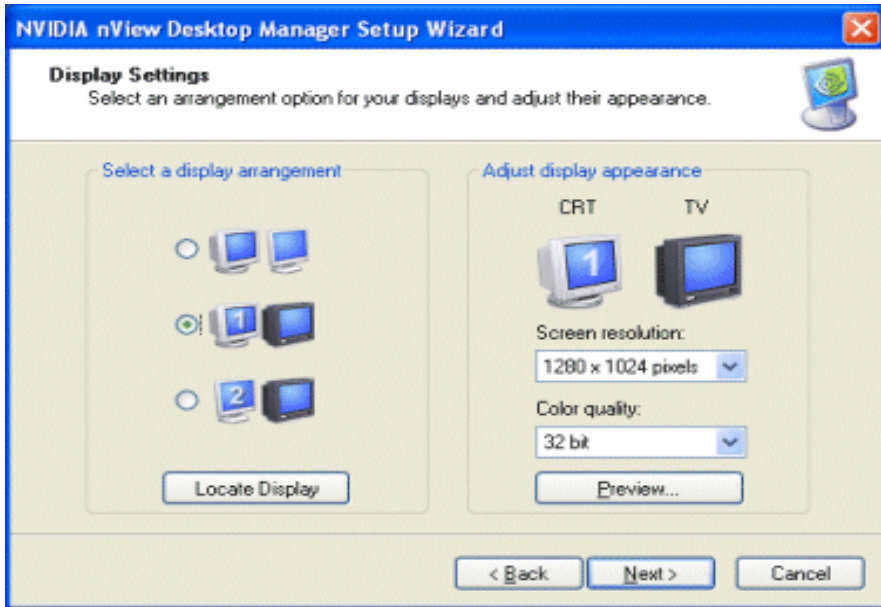 NVIDIA nView Desktop Manager Setup Wizard
Display Settings
Select an arrangement option for your displays and adjust their appearance.
Select a display arrangement
1
2
Locate Display
Adjust display appearance
CRT TV
1
Screen resolution:
1280 x 1024 pixels
Color quality:
32 bit
Preview...
< Back Next > Cancel